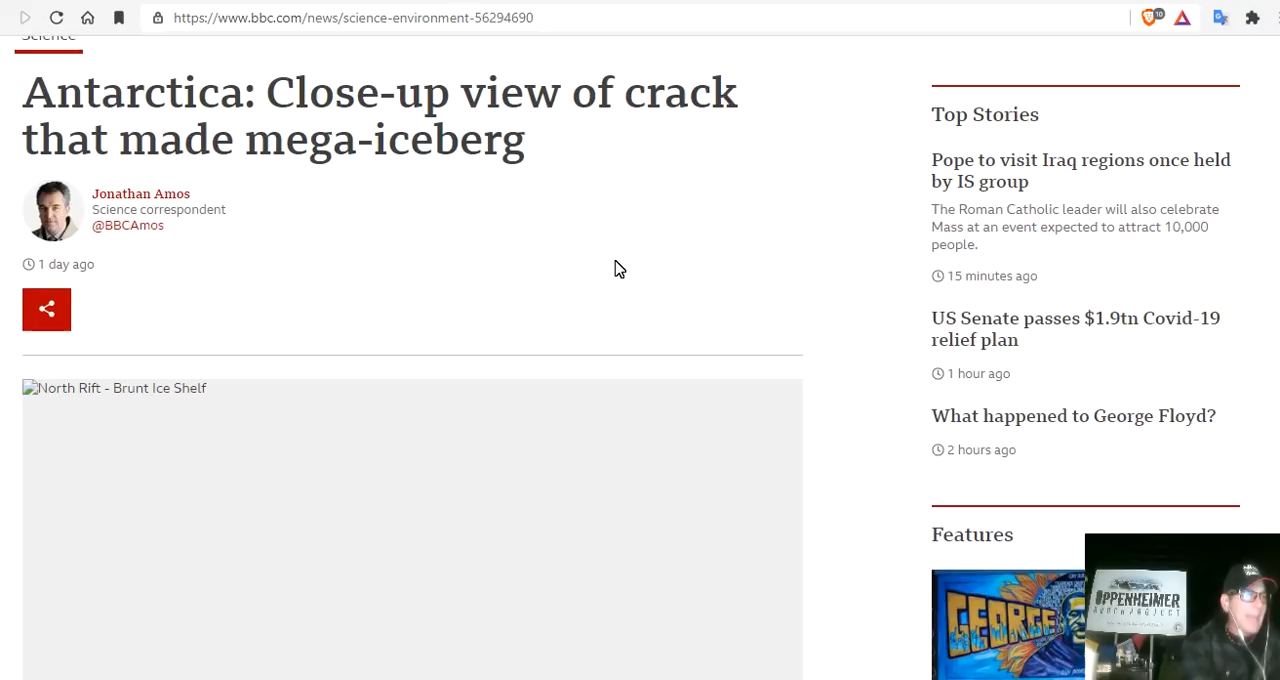 https://www.bbc.com/news/science-environment-56294690
10
Science
Antarctica: Close-up view of crack
that made mega-iceberg
Jonathan Amos
Science correspondent
@BBCAmos
1 day ago
North Rift - Brunt Ice Shelf
Top Stories
Pope to visit Iraq regions once held
by IS group
The Roman Catholic leader will also celebrate
Mass at an event expected to attract 10,000
people.
15 minutes ago
US Senate passes $1.9tn Covid-19
relief plan
1 hour ago
What happened to George Floyd?
2 hours ago
Features
GEORGE
OPPENHEIMER